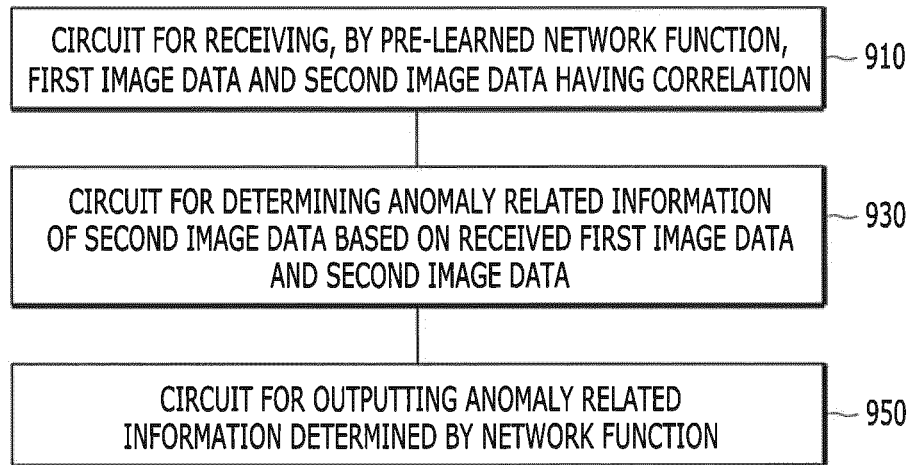 CIRCUIT FOR RECEIVING, BY PRE-LEARNED NETWORK FUNCTION,
FIRST IMAGE DATA AND SECOND IMAGE DATA HAVING CORRELATION
910
CIRCUIT FOR DETERMINING ANOMALY RELATED INFORMATION
OF SECOND IMAGE DATA BASED ON RECEIVED FIRST IMAGE DATA
AND SECOND IMAGE DATA
930
CIRCUIT FOR OUTPUTTING ANOMALY RELATED
INFORMATION DETERMINED BY NETWORK FUNCTION
950